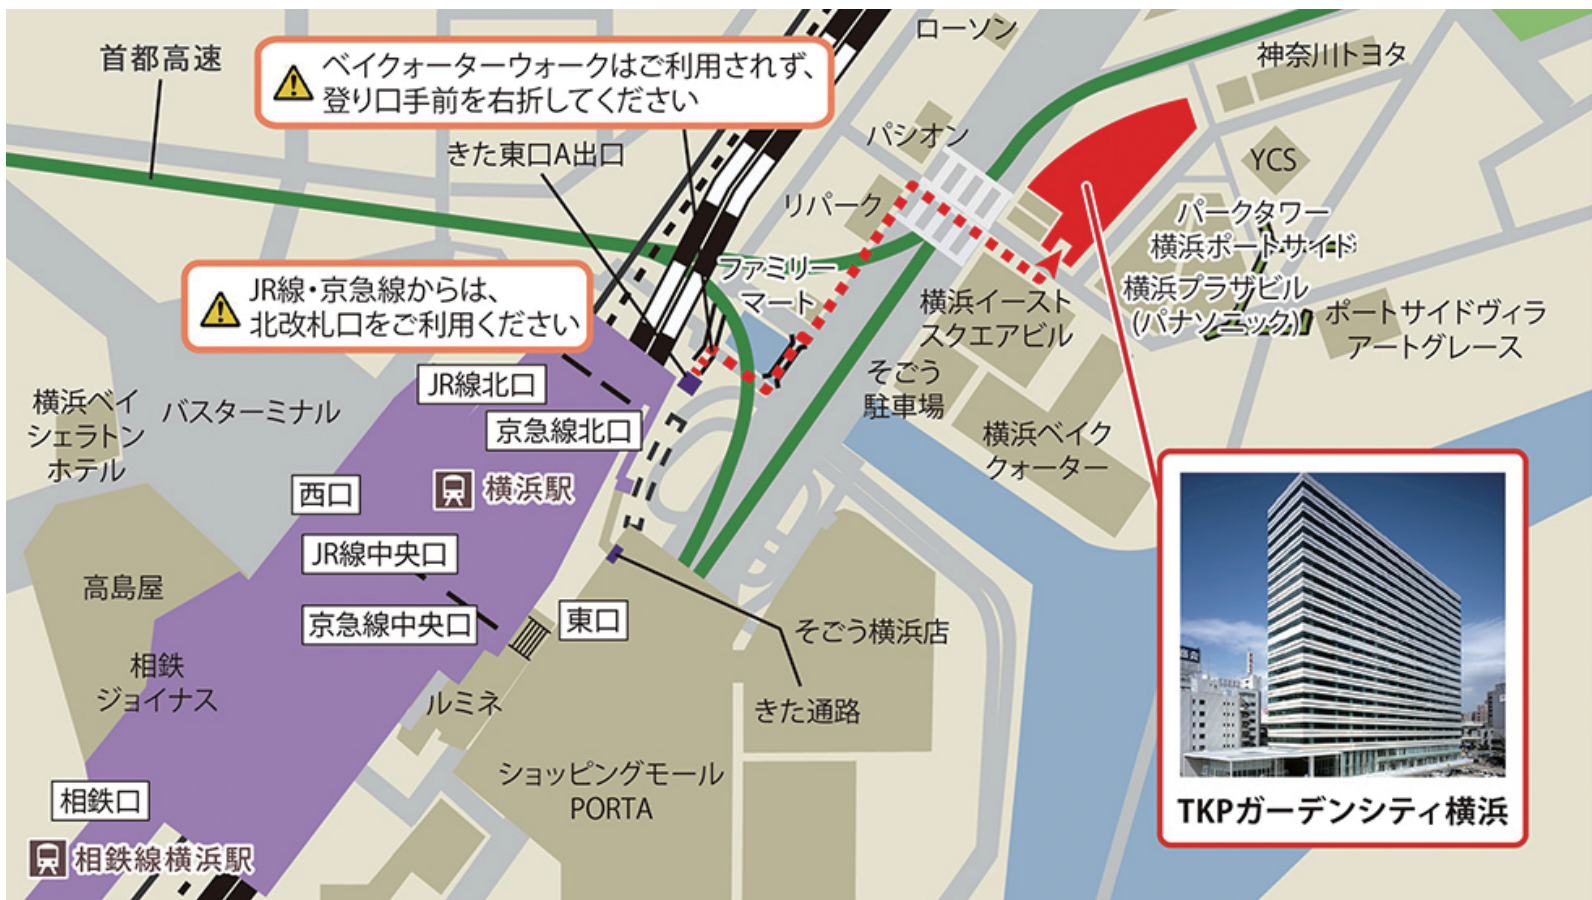 ローソン
首都高速
神奈川トヨタ
ベイクォーターウォークはご利用されず、
登り口手前を右折してください
パシオン
きた東口A出口
YCS
リパーク
パークタワー
横浜ポートサイド
ファミリー
マート
JR線・京急線からは、
北改札口をご利用ください
横浜イースト
スクエアビル
横浜プラザビル
(パナソニック)
ポートサイドヴィラ
アートグレース
JR線北口
そごう
駐車場
横浜ベイ
シェラトン
ホテル
バスターミナル
京急線北口
横浜ベイク
クォーター
西口
横浜駅
JR線中央口
高島屋
京急線中央口
東口
そごう横浜店
相鉄
ジョイナス
ルミネ
きた通路
ショッピングモール
PORTA
相鉄口
TKPガーデンシティ横浜
相鉄線横浜駅